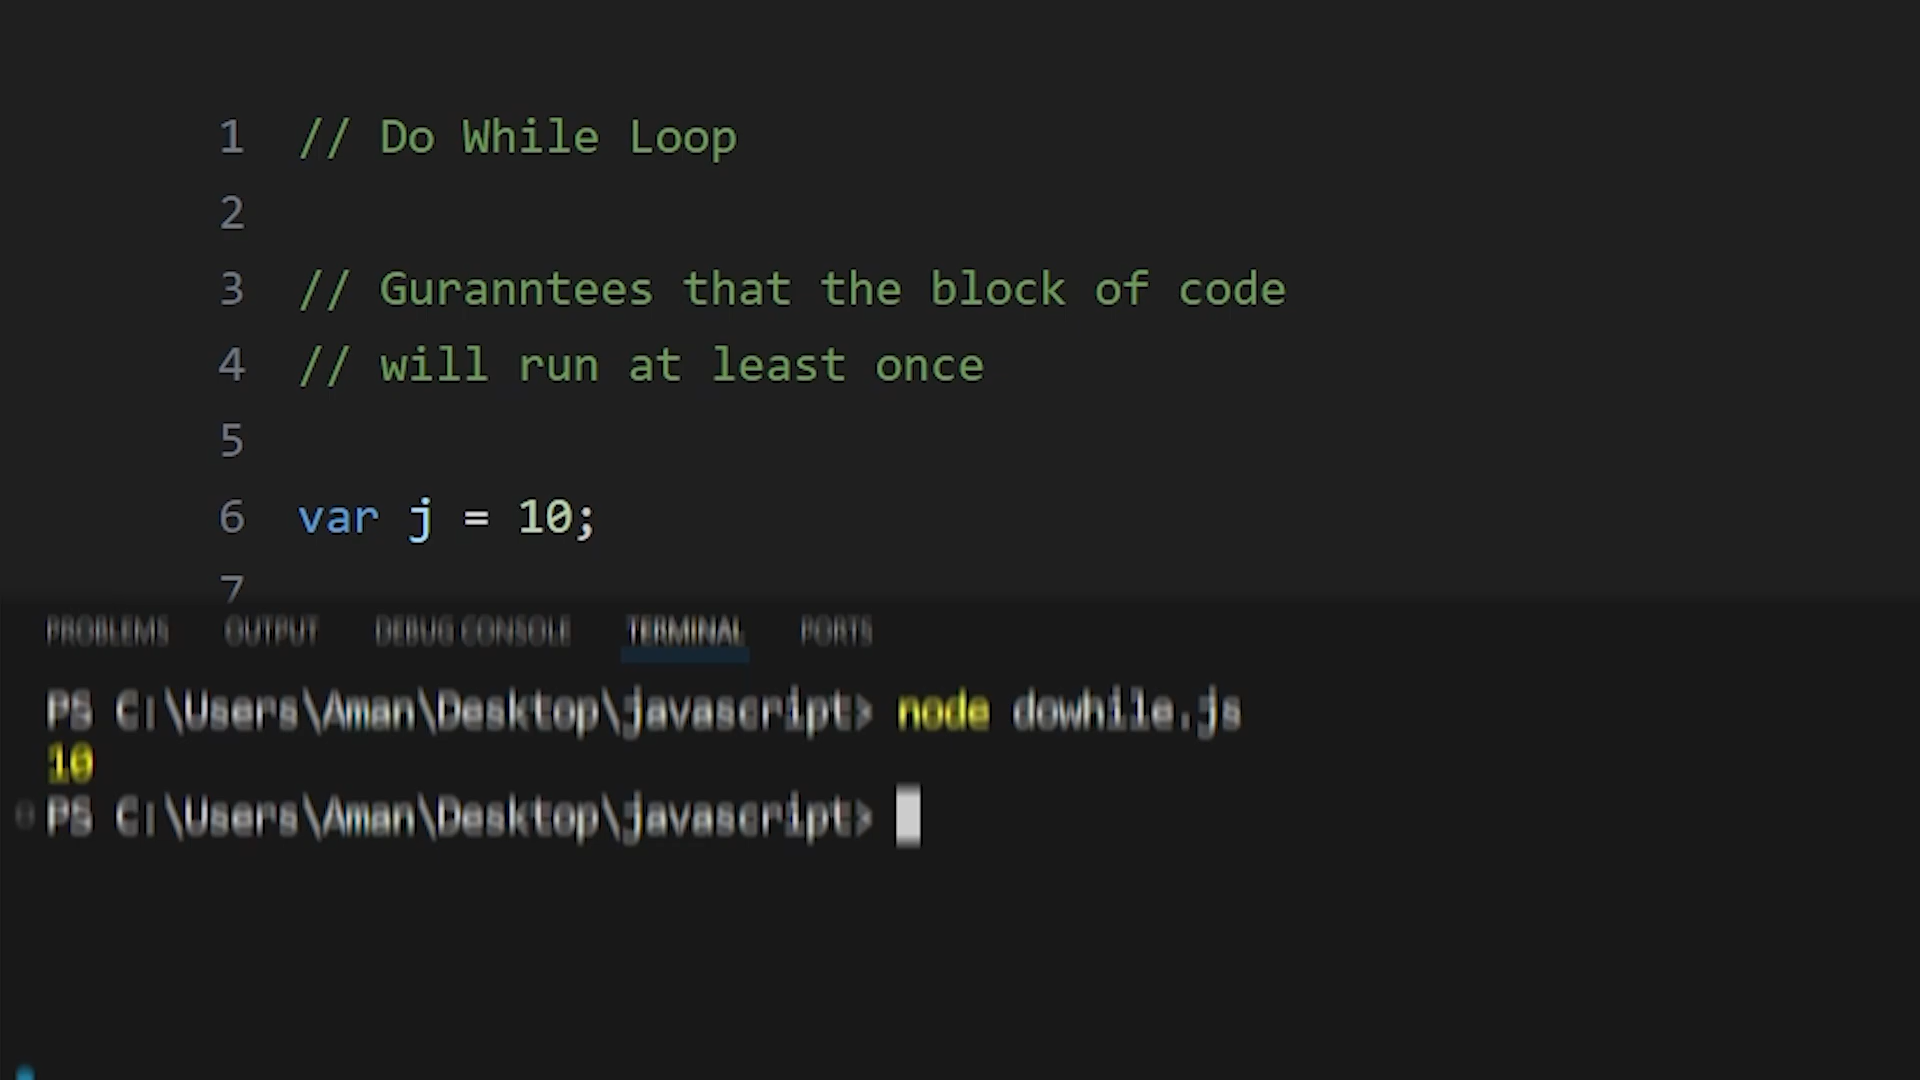 1 // Do While Loop
2
3 // Guranntees that the block of code
4 // will run at least once
5
6 var j = 10;
7
PROBLEMS OUTPUT DEBUG CONSOLE TERMINAL PORTS
PS C:\Users\Aman\Desktop\javascript> node dowhile.js
10
PS C:\Users\Aman\Desktop\javascript>